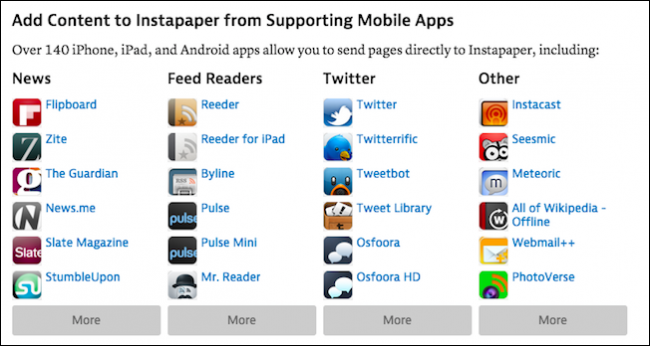 Add Content to Instapaper from Supporting Mobile Apps
Over 140 iPhone, iPad, and Android apps allow you to send pages directly to Instapaper, including:
News
Flipboard
Zite
The Guardian
g
News.me
Slate Magazine
Slate
StumbleUpon
More
Feed Readers
Reeder
Reeder for iPad
Byline
Pulse
pulse
Pulse Mini
pulse
Mr. Reader
More
Twitter
Twitter
Twitterrific
Tweetbot
Tweet Library
Osfoora
Osfoora HD
More
Other
Instacast
Seesmic
Meteoric
m
All of Wikipedia -
Offline
W
Webmail++
PhotoVerse
More